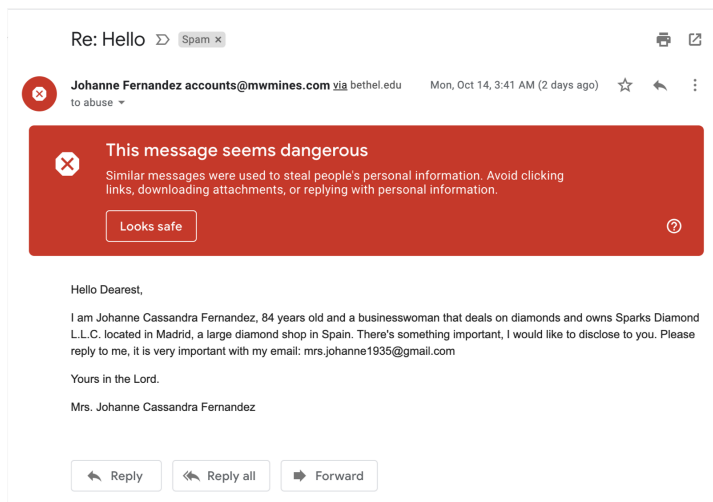 Re: Hello Spam ×
Johanne Fernandez accounts@mwmines.com via bethel.edu Mon, Oct 14, 3:41 AM (2 days ago)
to abuse
This message seems dangerous
Similar messages were used to steal people's personal information. Avoid clicking
links, downloading attachments, or replying with personal information.
Looks safe
Hello Dearest,
I am Johanne Cassandra Fernandez, 84 years old and a businesswoman that deals on diamonds and owns Sparks Diamond
L.L.C. located in Madrid, a large diamond shop in Spain. There's something important, I would like to disclose to you. Please
reply to me, it is very important with my email: mrs.johanne1935@gmail.com
Yours in the Lord.
Mrs. Johanne Cassandra Fernandez
Reply Reply all Forward